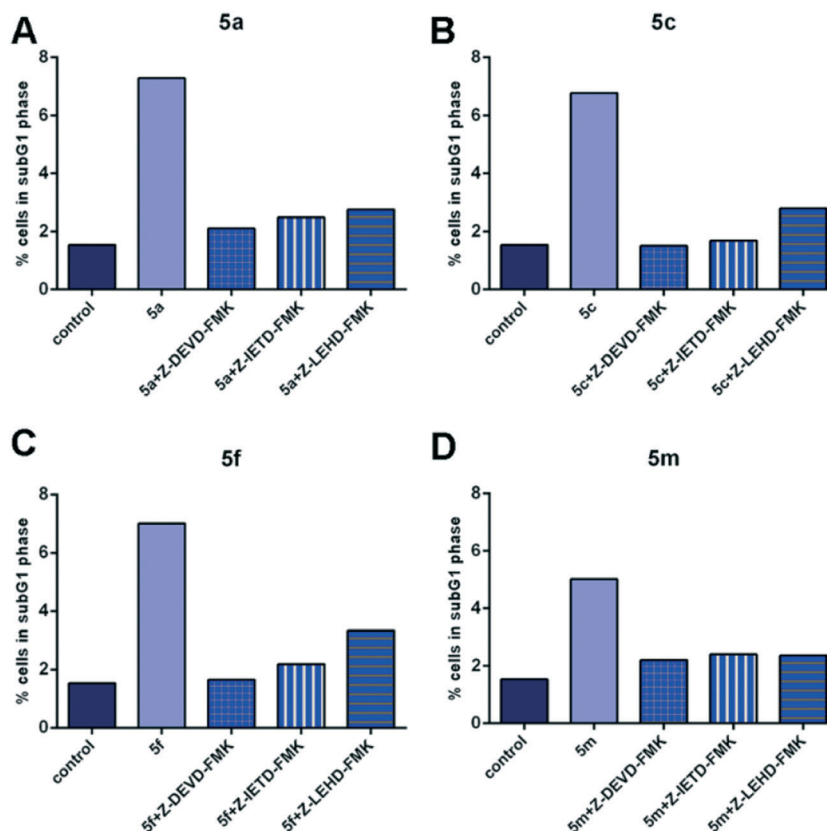 A
5a
% cells in subG1 phase
8
6
4
2
0
control
5a
5a+Z-DEVD-FMK
5a+Z-IETD-FMK
5a+Z-LEHD-FMK
B
5c
% cells in subG1 phase
8
6
4
2
0
control
5c
5c+Z-DEVD-FMK
5c+Z-IETD-FMK
5c+Z-LEHD-FMK
C
5f
% cells in subG1 phase
8
6
4
2
0
control
5f
5f+Z-DEVD-FMK
5f+Z-IETD-FMK
5f+Z-LEHD-FMK
D
5m
% cells in subG1 phase
8
6
4
2
0
control
5m
5m+Z-DEVD-FMK
5m+Z-IETD-FMK
5m+Z-LEHD-FMK